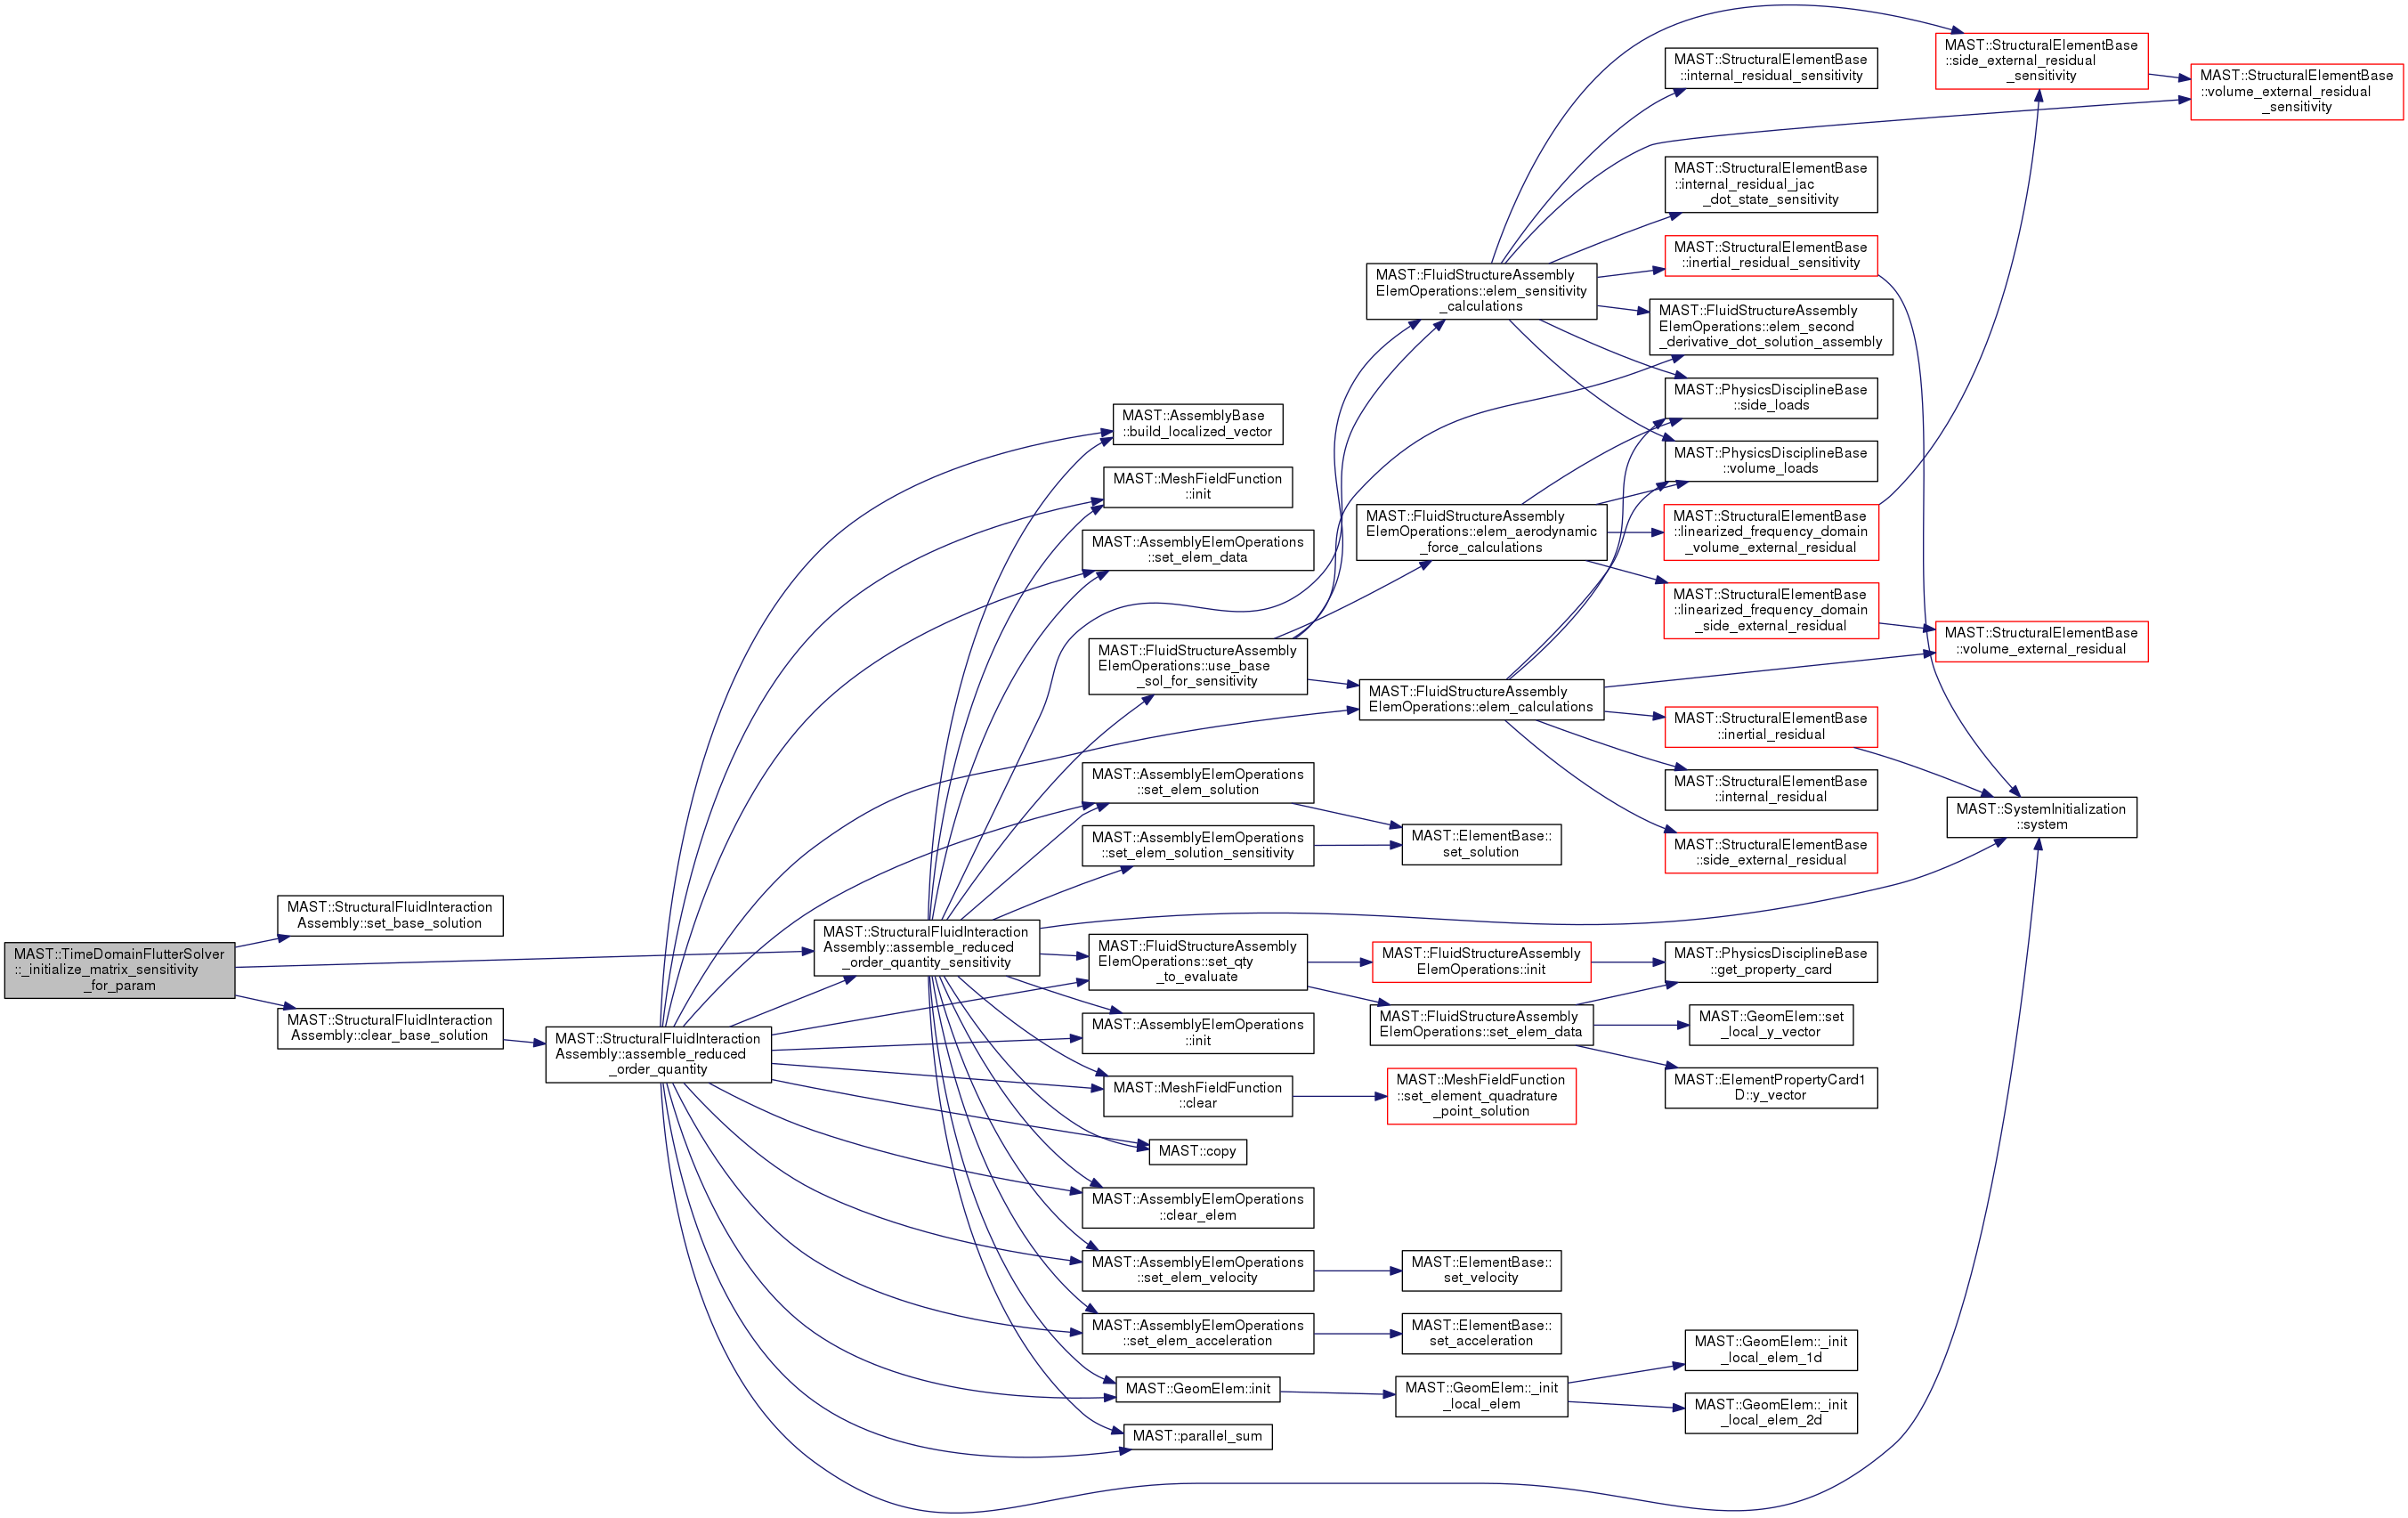 MAST::TimeDomainFlutterSolver
::_initialize_matrix_sensitivity
_for_param
MAST::StructuralFluidInteraction
Assembly::set_base_solution
MAST::StructuralFluidInteraction
Assembly::clear_base_solution
MAST::StructuralFluidInteraction
Assembly::assemble_reduced
_order_quantity
MAST::StructuralFluidInteraction
Assembly::assemble_reduced
_order_quantity_sensitivity
MAST::AssemblyBase
::build_localized_vector
MAST::MeshFieldFunction
::init
MAST::AssemblyElemOperations
::set_elem_data
MAST::FluidStructureAssembly
ElemOperations::use_base
_sol_for_sensitivity
MAST::AssemblyElemOperations
::set_elem_solution
MAST::AssemblyElemOperations
::set_elem_solution_sensitivity
MAST::FluidStructureAssembly
ElemOperations::set_qty
_to_evaluate
MAST::AssemblyElemOperations
::init
MAST::MeshFieldFunction
::clear
MAST::copy
MAST::AssemblyElemOperations
::clear_elem
MAST::AssemblyElemOperations
::set_elem_velocity
MAST::AssemblyElemOperations
::set_elem_acceleration
MAST::GeomElem::init
MAST::parallel_sum
MAST::FluidStructureAssembly
ElemOperations::elem_sensitivity
_calculations
MAST::FluidStructureAssembly
ElemOperations::elem_aerodynamic
_force_calculations
MAST::FluidStructureAssembly
ElemOperations::elem_calculations
MAST::ElementBase::
set_solution
MAST::FluidStructureAssembly
ElemOperations::init
MAST::FluidStructureAssembly
ElemOperations::set_elem_data
MAST::MeshFieldFunction
::set_element_quadrature
_point_solution
MAST::ElementBase::
set_velocity
MAST::ElementBase::
set_acceleration
MAST::GeomElem::_init
_local_elem
MAST::StructuralElementBase
::internal_residual_sensitivity
MAST::StructuralElementBase
::internal_residual_jac
_dot_state_sensitivity
MAST::StructuralElementBase
::inertial_residual_sensitivity
MAST::FluidStructureAssembly
ElemOperations::elem_second
_derivative_dot_solution_assembly
MAST::PhysicsDisciplineBase
::side_loads
MAST::PhysicsDisciplineBase
::volume_loads
MAST::StructuralElementBase
::linearized_frequency_domain
_volume_external_residual
MAST::StructuralElementBase
::linearized_frequency_domain
_side_external_residual
MAST::StructuralElementBase
::inertial_residual
MAST::StructuralElementBase
::internal_residual
MAST::StructuralElementBase
::side_external_residual
MAST::PhysicsDisciplineBase
::get_property_card
MAST::GeomElem::set
_local_y_vector
MAST::ElementPropertyCard1
D::y_vector
MAST::GeomElem::_init
_local_elem_1d
MAST::GeomElem::_init
_local_elem_2d
MAST::StructuralElementBase
::side_external_residual
_sensitivity
MAST::StructuralElementBase
::volume_external_residual
MAST::SystemInitialization
::system
MAST::StructuralElementBase
::volume_external_residual
_sensitivity